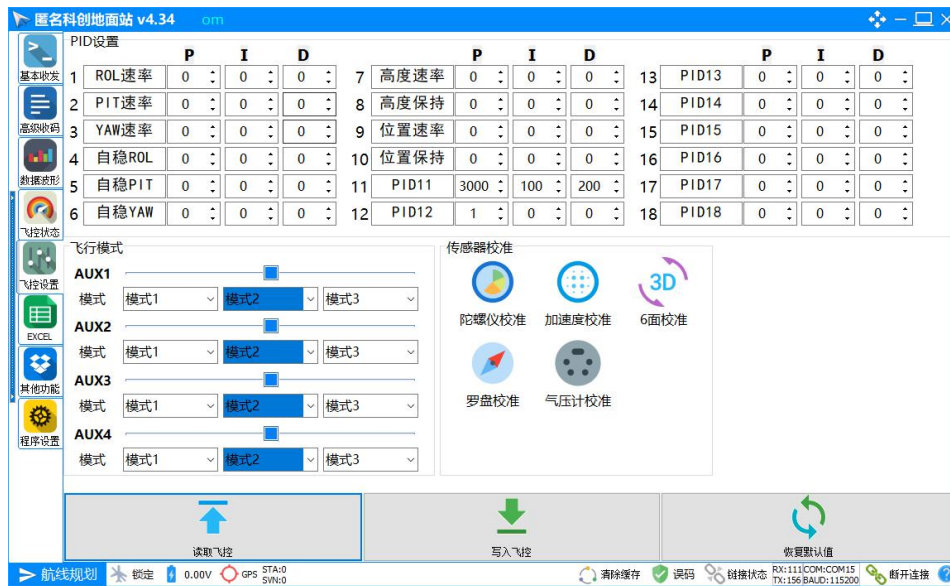 匿名科创地面站 v4.34 om
PID设置
P I D P I D P I D
1 ROL速率 0 0 0 7 高度速率 0 0 0 13 PID13 0 0 0
2 PIT速率 0 0 0 8 高度保持 0 0 0 14 PID14 0 0 0
3 YAW速率 0 0 0 9 位置速率 0 0 0 15 PID15 0 0 0
4 自稳ROL 0 0 0 10 位置保持 0 0 0 16 PID16 0 0 0
5 自稳PIT 0 0 0 11 PID11 3000 100 200 17 PID17 0 0 0
6 自稳YAW 0 0 0 12 PID12 1 0 0 18 PID18 0 0 0
基本收发
高级收码
数据波形
飞控状态
飞控设置
EXCEL
其他功能
程序设置
飞行模式
AUX1
模式 模式1 模式2 模式3
AUX2
模式 模式1 模式2 模式3
AUX3
模式 模式1 模式2 模式3
AUX4
模式 模式1 模式2 模式3
传感器校准
3D
陀螺仪校准 加速度校准 6面校准
罗盘校准 气压计校准
读取飞控 写入飞控 恢复默认值
航线规划 锁定 0.00V GPS STA:0 SVN:0 清除缓存 误码 链接状态 RX:111 COM:COM15 TX:156 BAUD:115200 断开连接